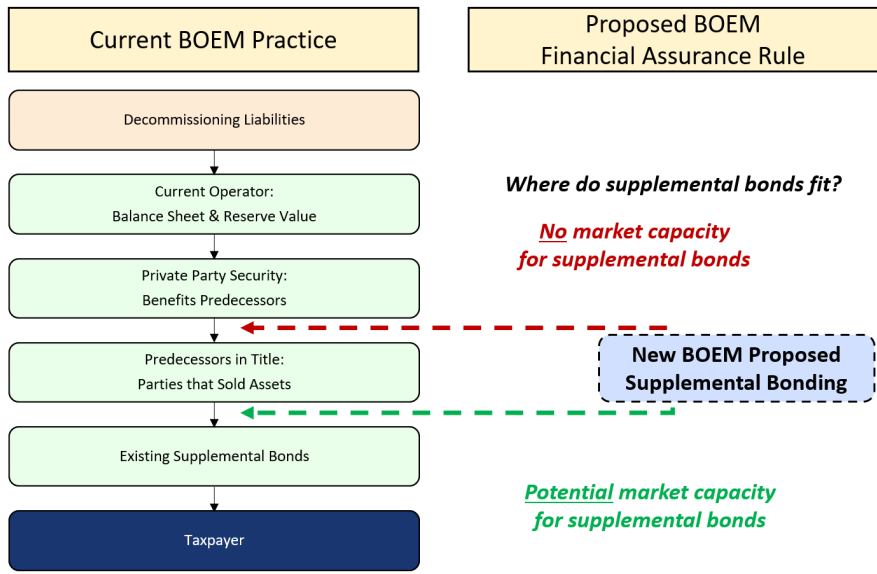 Current BOEM Practice
Proposed BOEM
Financial Assurance Rule
Decommissioning Liabilities
Current Operator:
Balance Sheet & Reserve Value
Private Party Security:
Benefits Predecessors
Predecessors in Title:
Parties that Sold Assets
Existing Supplemental Bonds
Taxpayer
Where do supplemental bonds fit?
No market capacity
for supplemental bonds
New BOEM Proposed
Supplemental Bonding
Potential market capacity
for supplemental bonds